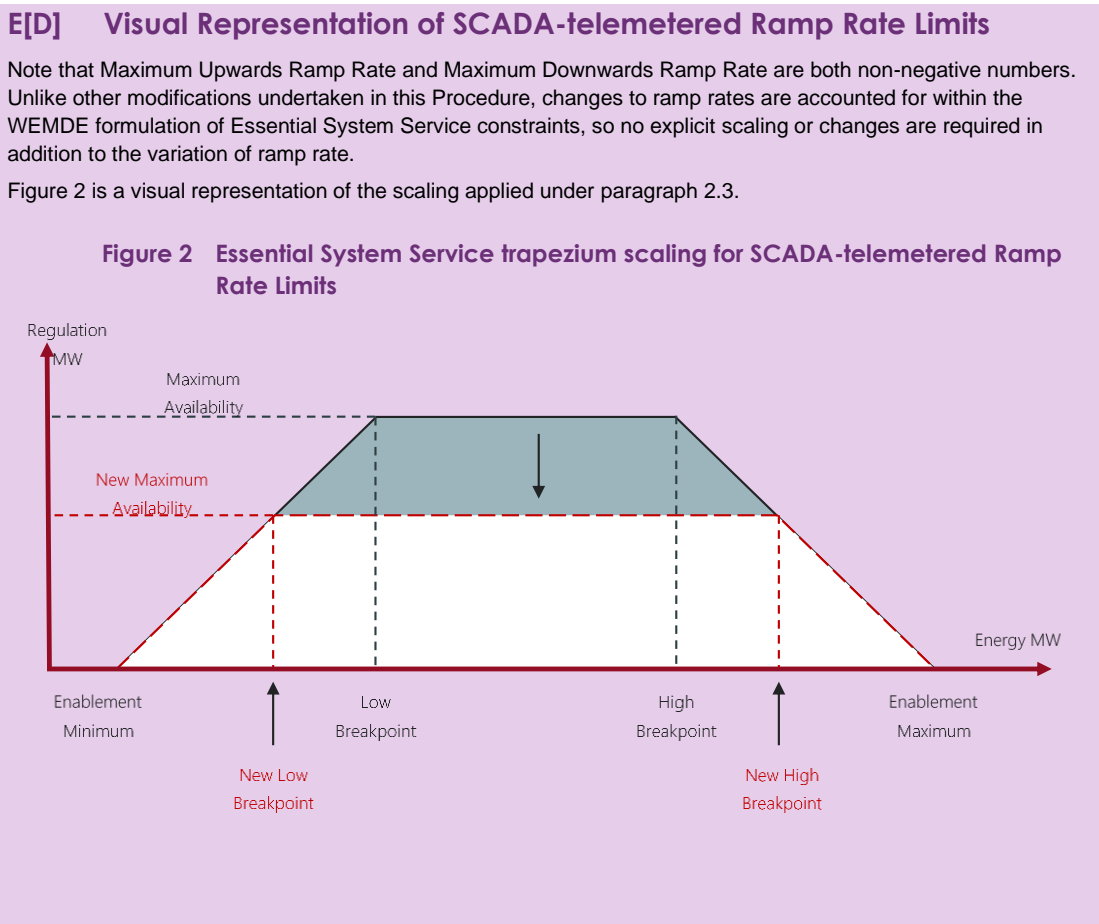 E[D] Visual Representation of SCADA-telemetered Ramp Rate Limits
Note that Maximum Upwards Ramp Rate and Maximum Downwards Ramp Rate are both non-negative numbers.
Unlike other modifications undertaken in this Procedure, changes to ramp rates are accounted for within the
WEMDE formulation of Essential System Service constraints, so no explicit scaling or changes are required in
addition to the variation of ramp rate.
Figure 2 is a visual representation of the scaling applied under paragraph 2.3.
Figure 2 Essential System Service trapezium scaling for SCADA-telemetered Ramp
Rate Limits
Regulation
MW
Maximum
Availability
New Maximum
Availability
Energy MW
Enablement
Minimum
Low
Breakpoint
High
Breakpoint
Enablement
Maximum
New Low
Breakpoint
New High
Breakpoint